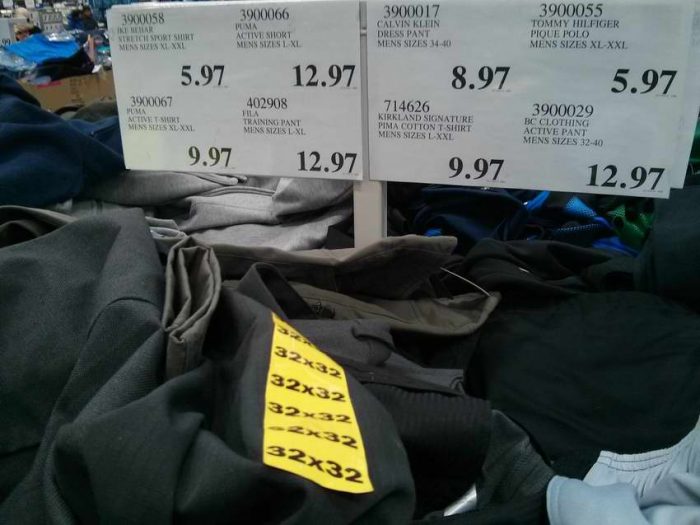 3900058
IKE BEHAR
STRETCH SPORT SHIRT
MENS SIZES XL-XXL
5.97
3900066
PUMA
ACTIVE SHORT
MENS SIZES L-XL
12.97
3900067
PUMA
ACTIVE T-SHIRT
MENS SIZES XL-XXL
9.97
402908
FILA
TRAINING PANT
MENS SIZES L-XL
12.97
3900017
CALVIN KLEIN
DRESS PANT
MENS SIZES 34-40
8.97
3900055
TOMMY HILFIGER
PIQUE POLO
MENS SIZES XL-XXL
5.97
714626
KIRKLAND SIGNATURE
PIMA COTTON T-SHIRT
MENS SIZES L-XXL
9.97
3900029
BC CLOTHING
ACTIVE PANT
MENS SIZES 32-40
12.97
32x
32x32
32x32
32x32
2x32
32x32